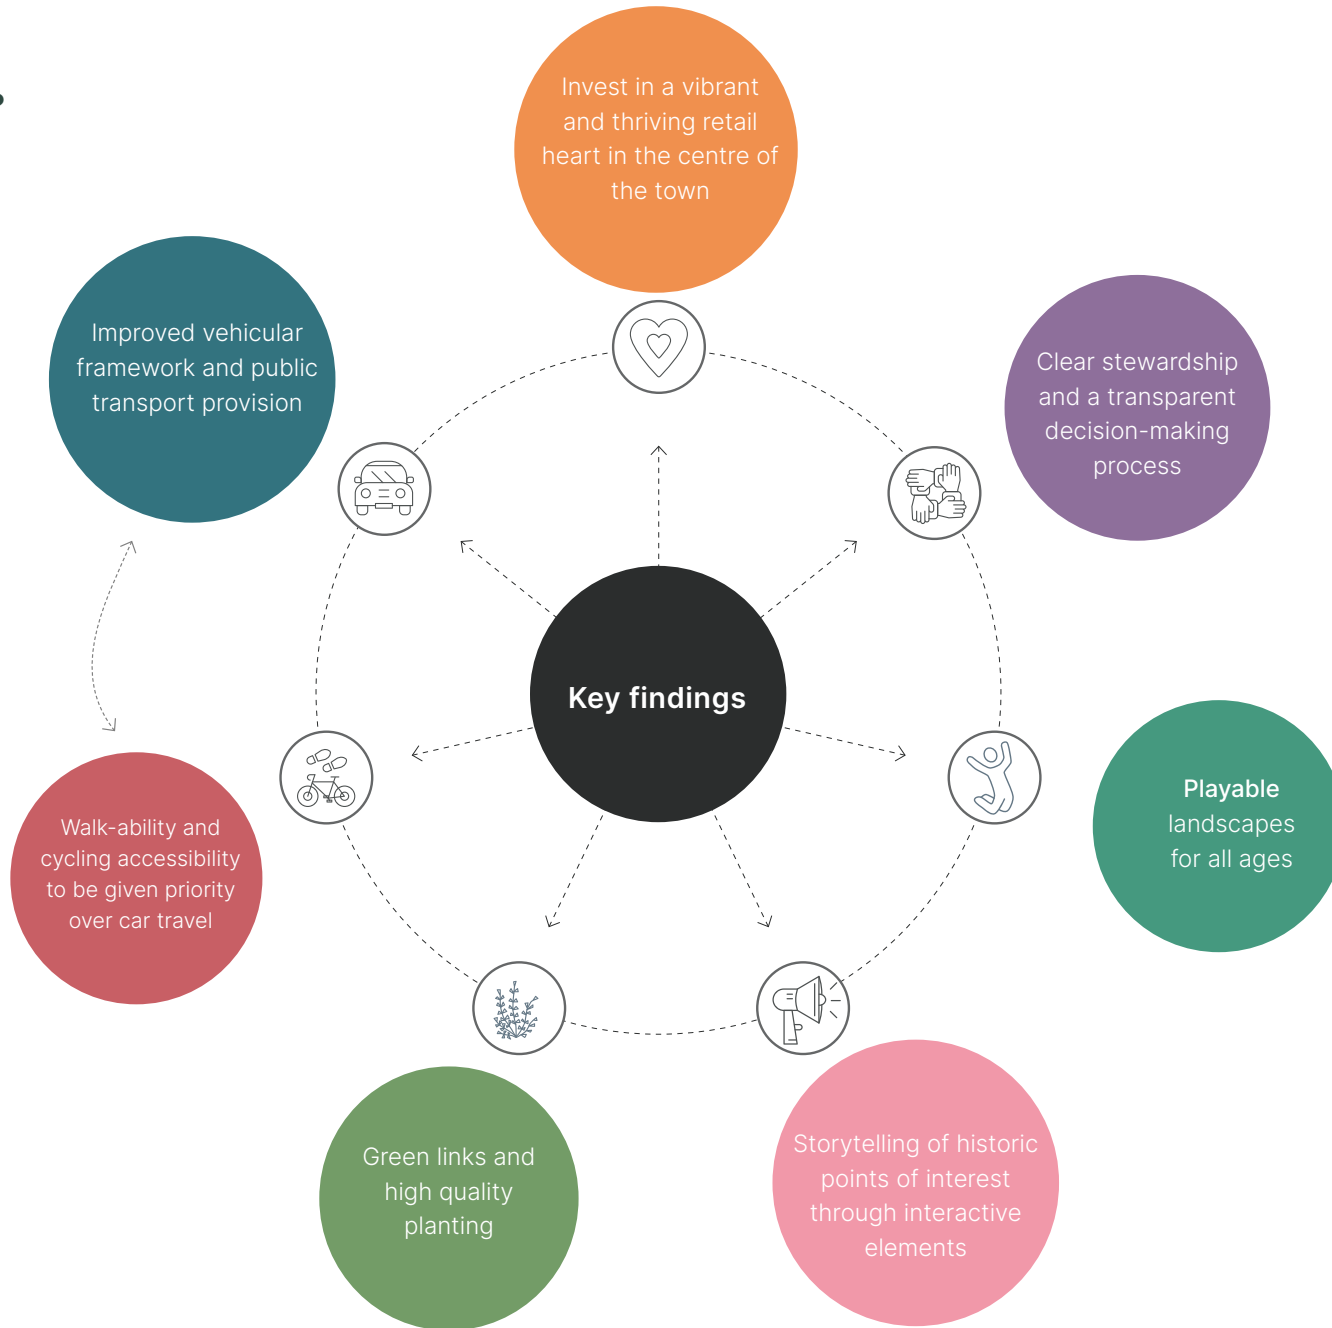 Invest in a vibrant
and thriving retail
heart in the centre of
the town
Improved vehicular
framework and public
transport provision
Clear stewardship
and a transparent
decision-making
process
Key findings
Playable
landscapes
for all ages
Walk-ability and
cycling accessibility
to be given priority
over car travel
Green links and
high quality
planting
Storytelling of historic
points of interest
through interactive
elements